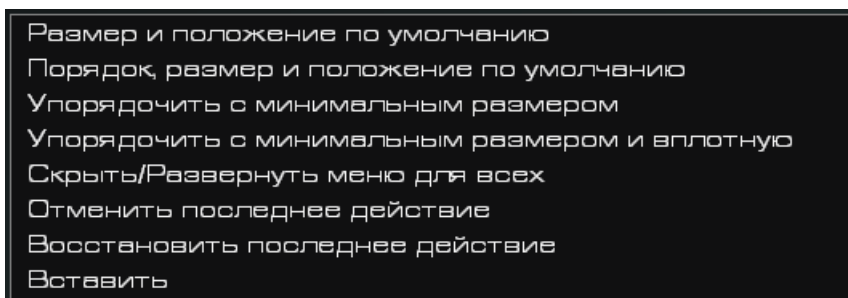 Размер и положение по умолчанию
Порядок, размер и положение по умолчанию
Упорядочить с минимальным размером
Упорядочить с минимальным размером и вплотную
Скрыть/Развернуть меню для всех
Отменить последнее действие
Восстановить последнее действие
Вставить